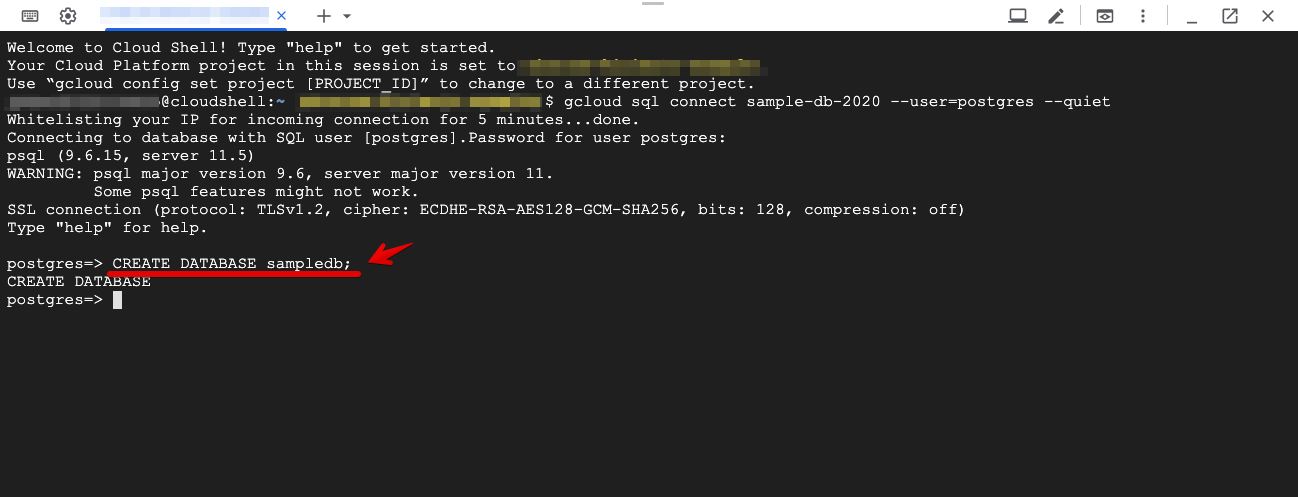 Welcome to Cloud Shell! Type "help" to get started.
Your Cloud Platform project in this session is set to
Use “gcloud config set project [PROJECT_ID]” to change to a different project.
@cloudshell:~ $ gcloud sql connect sample-db-2020 --user=postgres --quiet
Whitelisting your IP for incoming connection for 5 minutes...done.
Connecting to database with SQL user [postgres].Password for user postgres:
psql (9.6.15, server 11.5)
WARNING: psql major version 9.6, server major version 11.
Some psql features might not work.
SSL connection (protocol: TLSv1.2, cipher: ECDHE-RSA-AES128-GCM-SHA256, bits: 128, compression: off)
Type "help" for help.
postgres=> CREATE DATABASE sampledb;
CREATE DATABASE
postgres=>